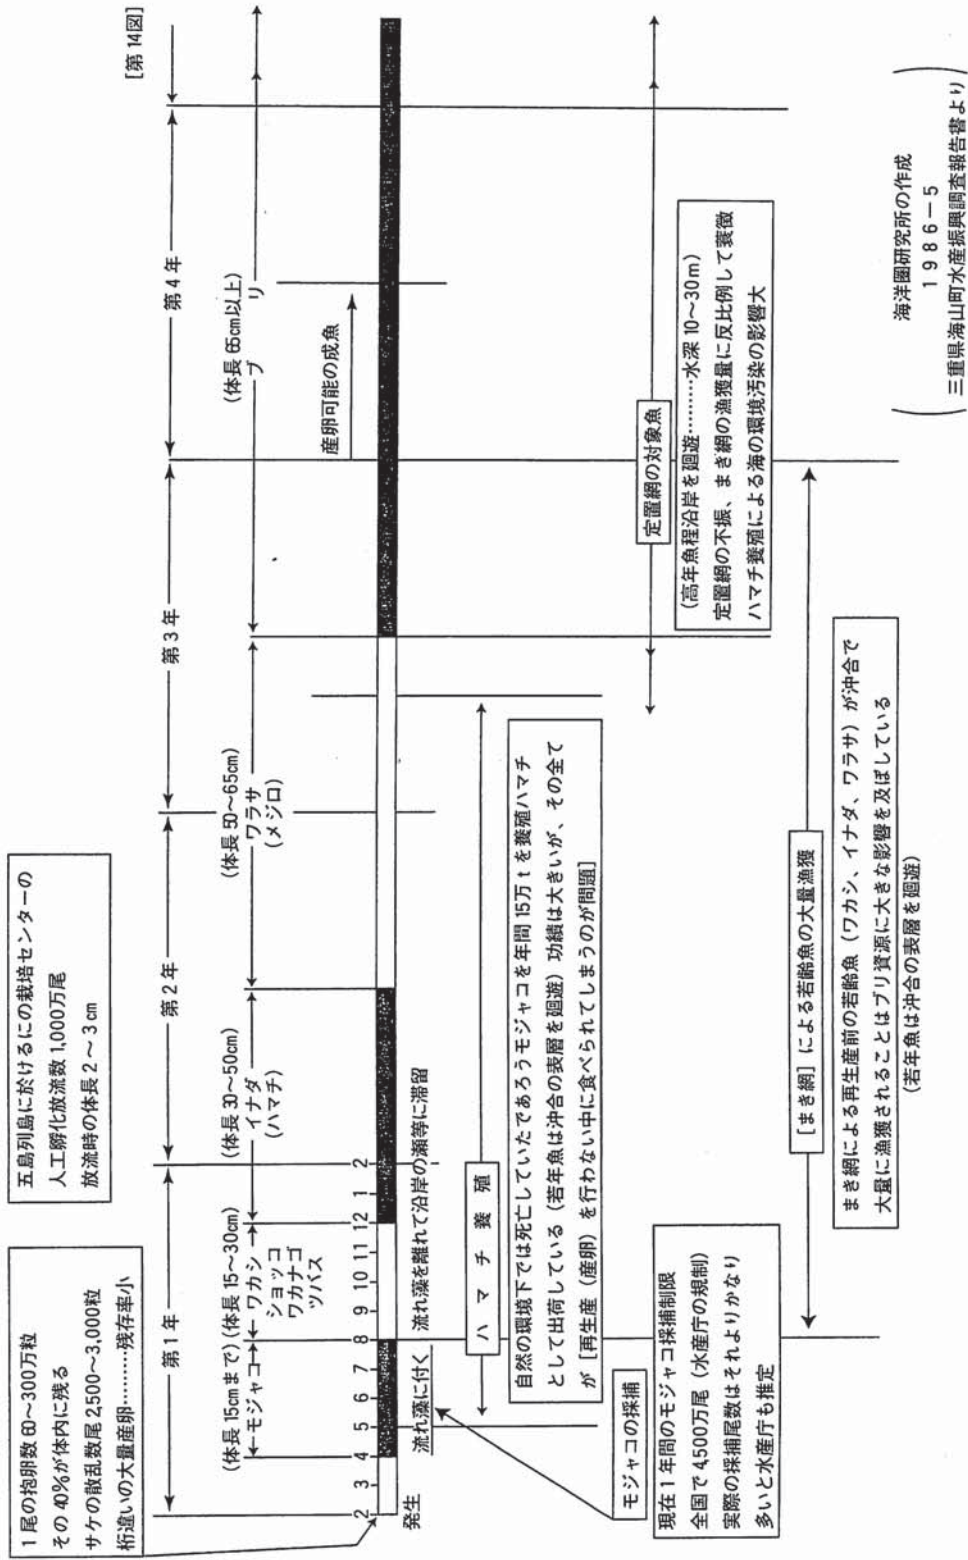 [第14図]
1尾の抱卵数60~300万粒
その40%が体内に残る
サケの散乱数尾2,500~3,000粒
桁違いの大量産卵………残存率小
五島列島に於けるにの栽培センターの
人工孵化放流数1,000万尾
放流時の体長2~3cm
第1年
第2年
第3年
第4年
(体長15cmまで)
モジャコ
(体長15~30cm)
ワカシ
ショッコ
ワカナゴ
ツバス
(体長30~50cm)
イナダ
(ハマチ)
(体長50~65cm)
ワラサ
(メジロ)
(体長65cm以上)
ブリ
産卵可能の成魚
2 3 4 5 6 7 8 9 10 11 12 1 2
発生
流れ藻に付く
流れ藻を離れて沿岸の瀬等に滞留
ハマチ養殖
自然の環境下では死亡していたであろうモジャコを年間15万tを養殖ハマチ
として出荷している(若年魚は沖合の表層を廻遊)功績は大きいが、その全て
が[再生産(産卵)を行わない中に食べられてしまうのが問題]
定置網の対象魚
(高年魚程沿岸を廻遊………水深10~30m)
定置網の不振、まき網の漁獲量に反比例して衰微
ハマチ養殖による海の環境汚染の影響大
モジャコの採捕
現在1年間のモジャコ採捕制限
全国で4,500万尾(水産庁の規制)
実際の採捕尾数はそれよりかなり
多いと水産庁も推定
[まき網]による若齢魚の大量漁獲
まき網による再生産前の若齢魚(ワカシ、イナダ、ワラサ)が沖合で
大量に漁獲されることはブリ資源に大きな影響を及ぼしている
(若年魚は沖合の表層を廻遊)
海洋圏研究所の作成
1986-5
三重県海山町水産振興調査報告書より